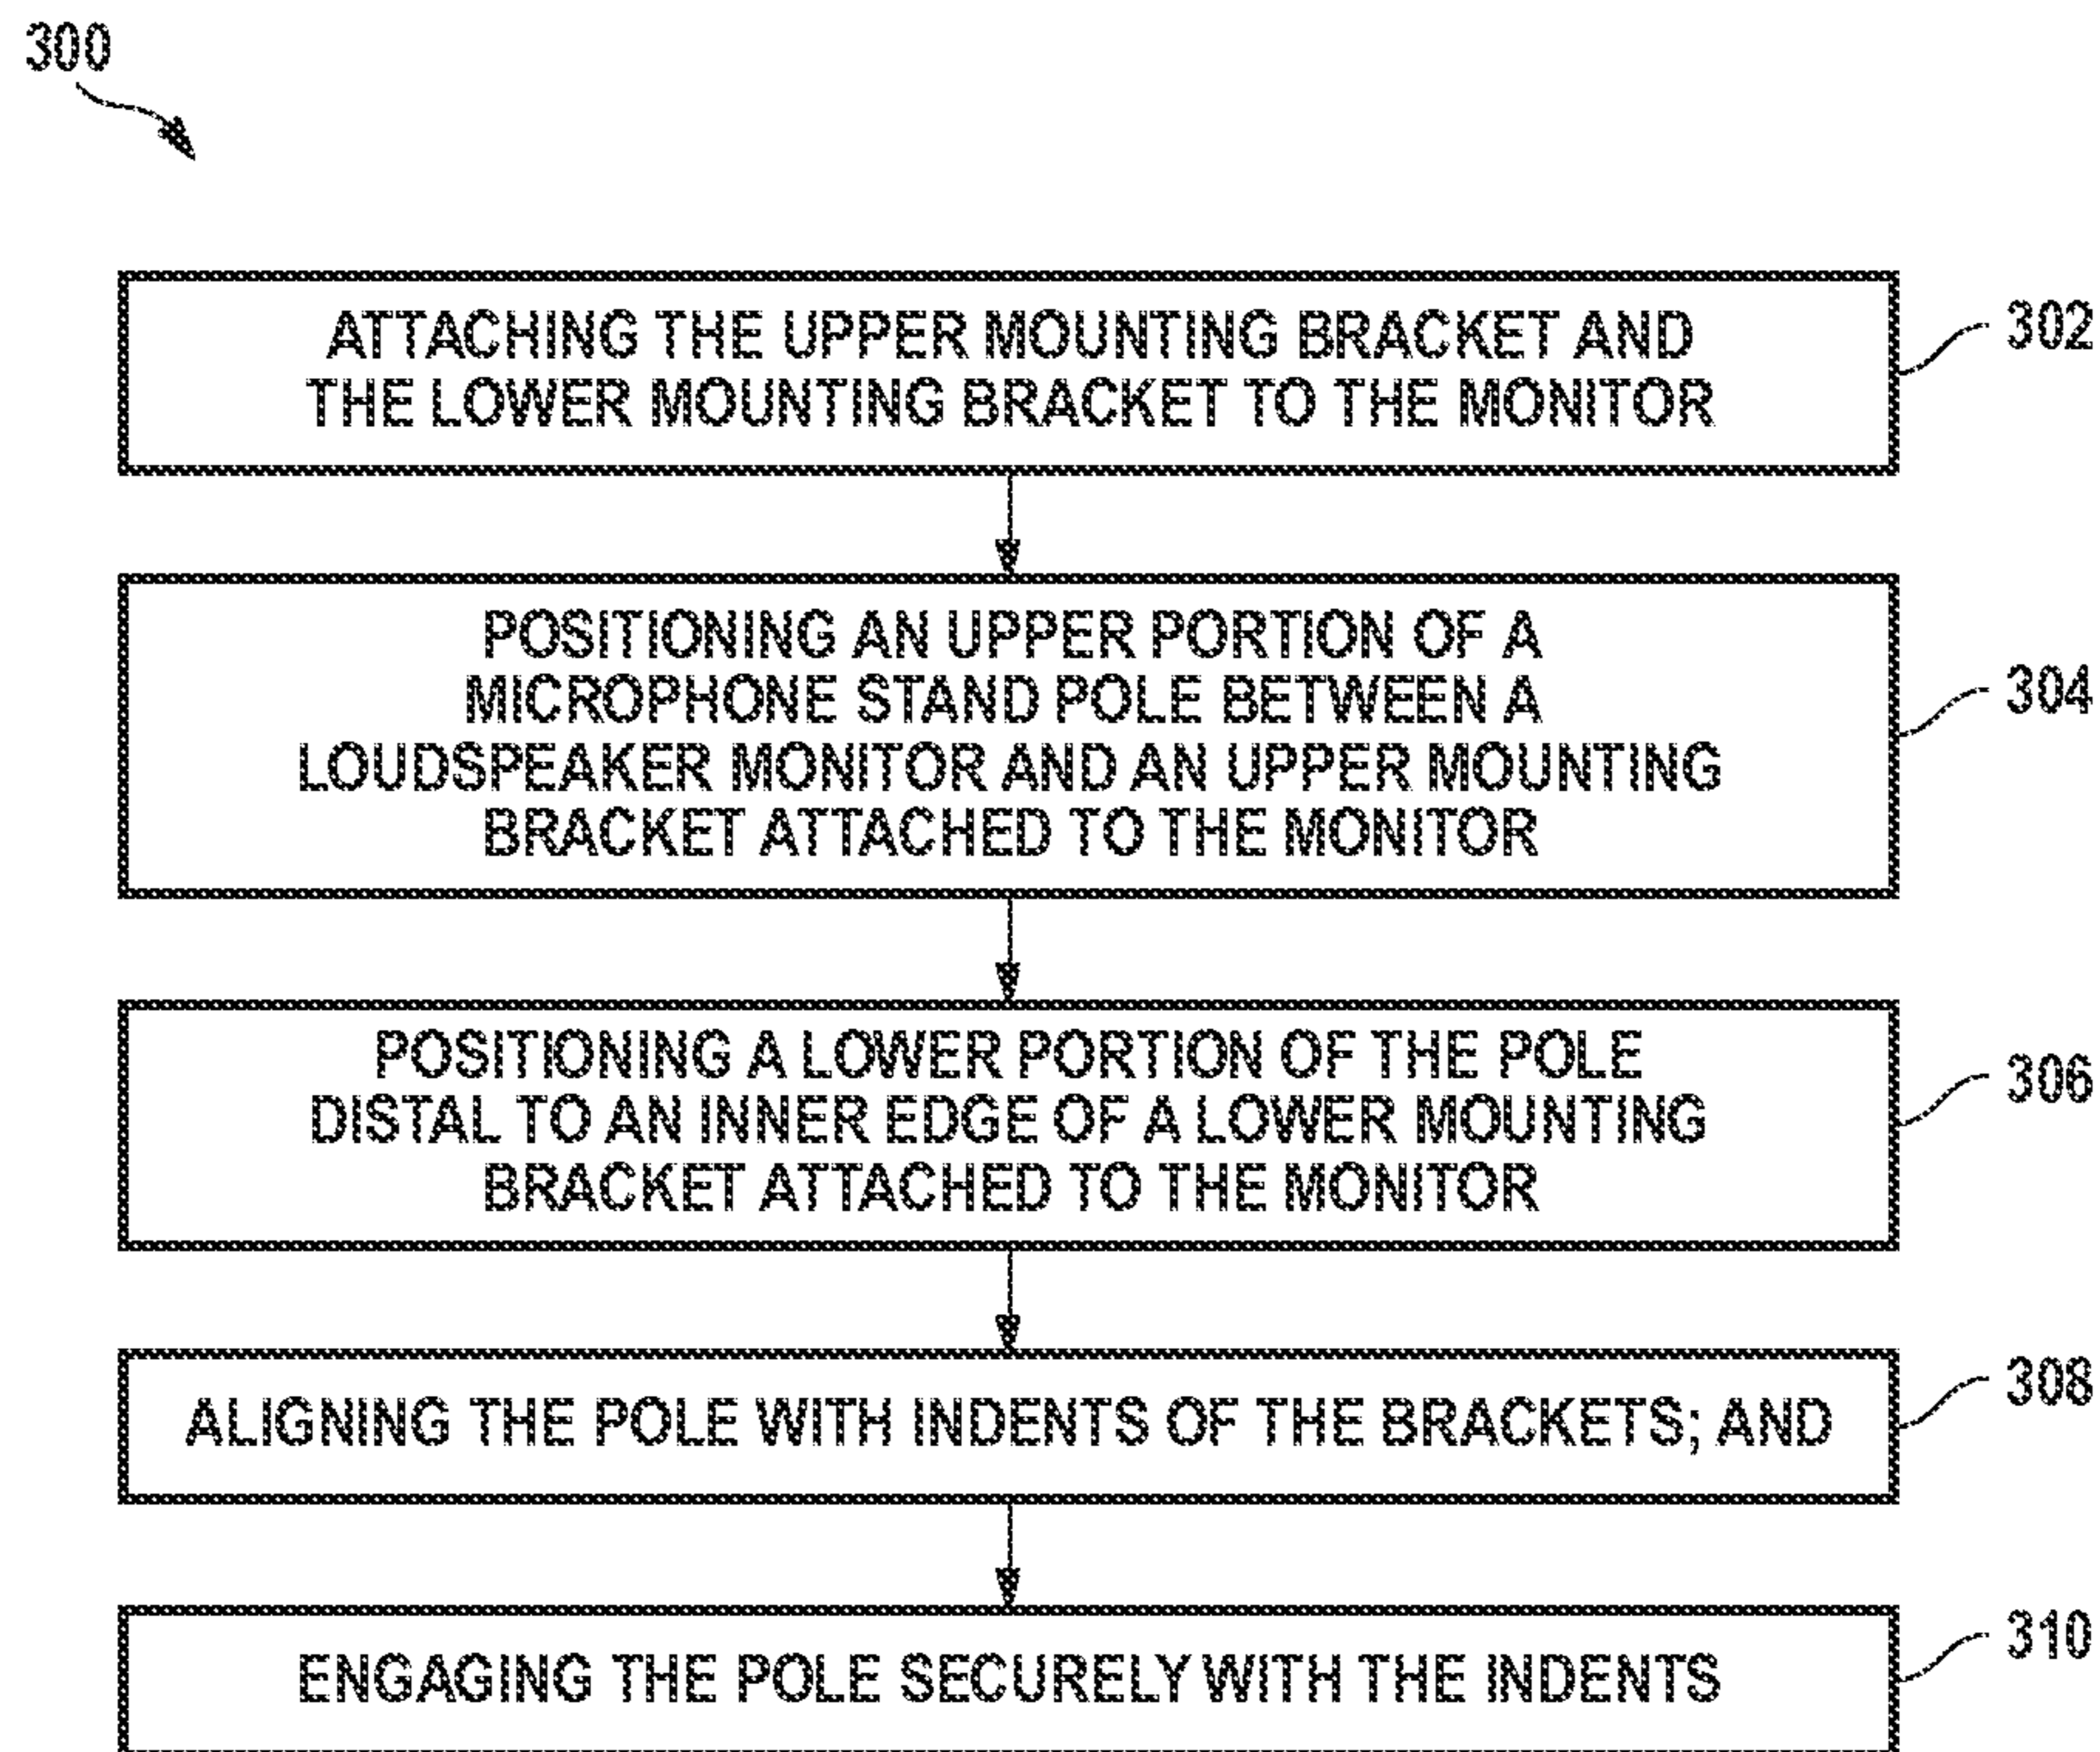 300
ATTACHING THE UPPER MOUNTING BRACKET AND
THE LOWER MOUNTING BRACKET TO THE MONITOR
302
POSITIONING AN UPPER PORTION OF A
MICROPHONE STAND POLE BETWEEN A
LOUDSPEAKER MONITOR AND AN UPPER MOUNTING
BRACKET ATTACHED TO THE MONITOR
304
POSITIONING A LOWER PORTION OF THE POLE
DISTAL TO AN INNER EDGE OF A LOWER MOUNTING
BRACKET ATTACHED TO THE MONITOR
306
ALIGNING THE POLE WITH INDENTS OF THE BRACKETS; AND
308
ENGAGING THE POLE SECURELY WITH THE INDENTS
310